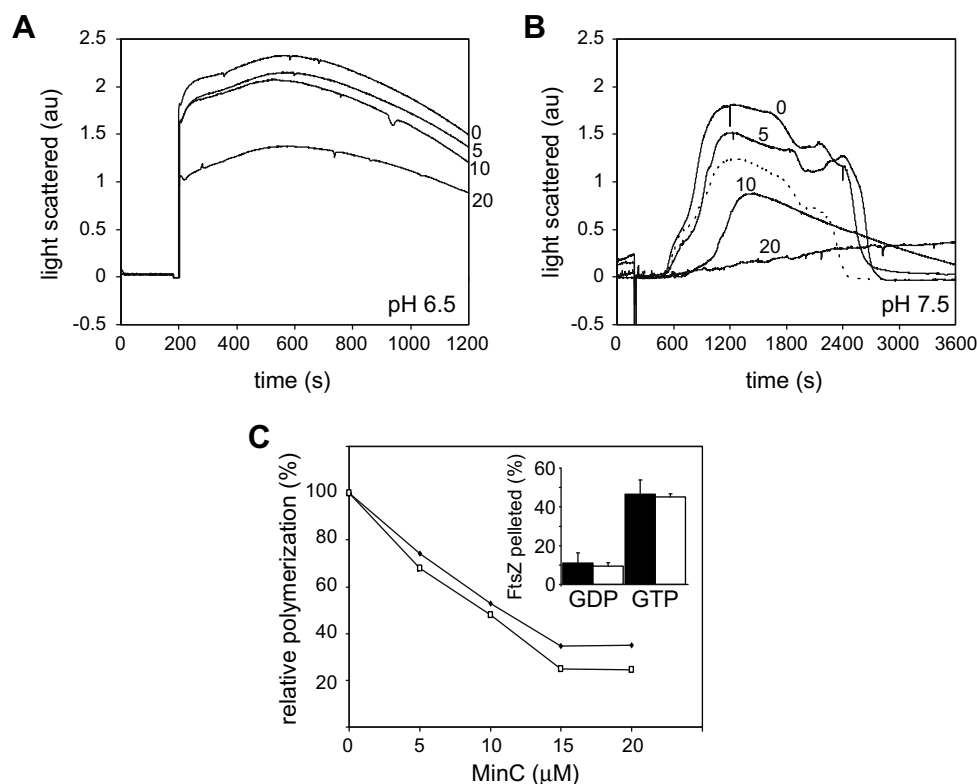 A
2.5
2
1.5
1
0.5
0
-0.5
light scattered (au)
0
5
10
20
pH 6.5
0 200 400 600 800 1000 1200
time (s)
B
2.5
2
1.5
1
0.5
0
-0.5
light scattered (au)
0
5
10
20
pH 7.5
0 600 1200 1800 2400 3000 3600
time (s)
C
relative polymerization (%)
100
80
60
40
20
0 5 10 15 20
MinC (μM)
FtsZ pelleted (%)
60
40
20
0
GDP GTP